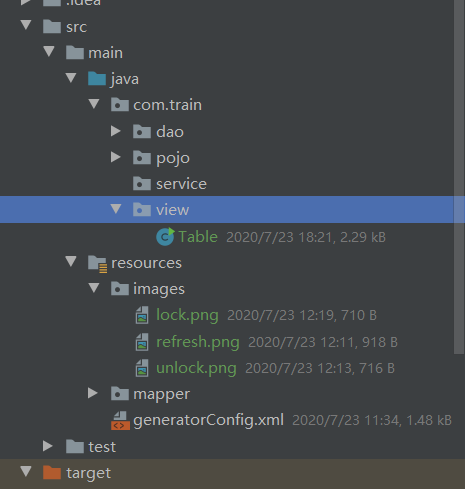 .idea
src
main
java
com.train
dao
pojo
service
view
Table 2020/7/23 18:21, 2.29 kB
resources
images
lock.png 2020/7/23 12:19, 710 B
refresh.png 2020/7/23 12:11, 918 B
unlock.png 2020/7/23 12:13, 716 B
mapper
generatorConfig.xml 2020/7/23 11:34, 1.48 kB
test
target